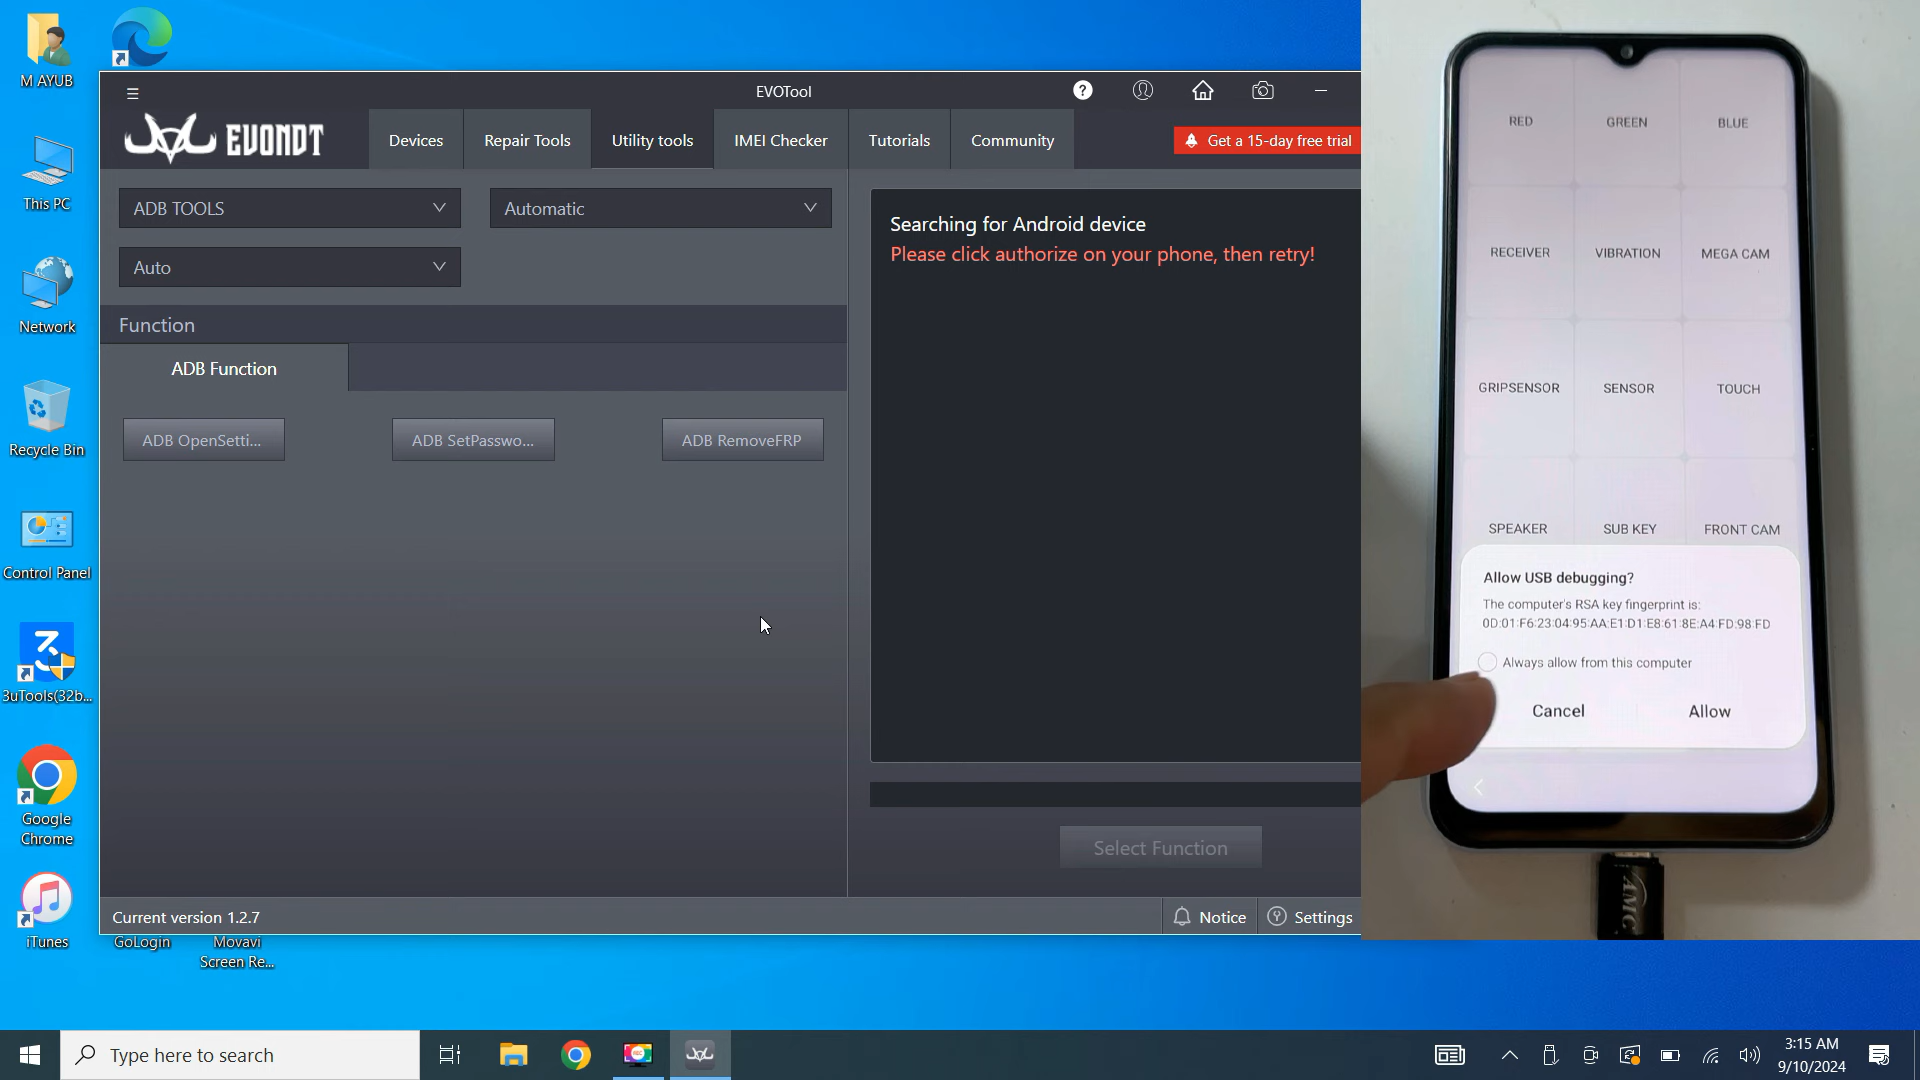 M AYUB
This PC
Network
Recycle Bin
Control Panel
3uTools(32b...
Google
Chrome
iTunes
GoLogin
Movavi
Screen Re...
EVOTool
?
EVONDT
Devices
Repair Tools
Utility tools
IMEI Checker
Tutorials
Community
Get a 15-day free trial
ADB TOOLS
Automatic
Auto
Function
ADB Function
ADB OpenSetti...
ADB SetPasswo...
ADB RemoveFRP
Searching for Android device
Please click authorize on your phone, then retry!
Select Function
Current version 1.2.7
Notice
Settings
RED
GREEN
BLUE
RECEIVER
VIBRATION
MEGA CAM
GRIPSENSOR
SENSOR
TOUCH
SPEAKER
SUB KEY
FRONT CAM
Allow USB debugging?
The computer's RSA key fingerprint is:
0D:01:F6:23:04:95:AA:E1:D1:E8:61:8E:A4:FD:98:FD
Always allow from this computer
Cancel
Allow
AMC
Type here to search
REC
3:15 AM
9/10/2024